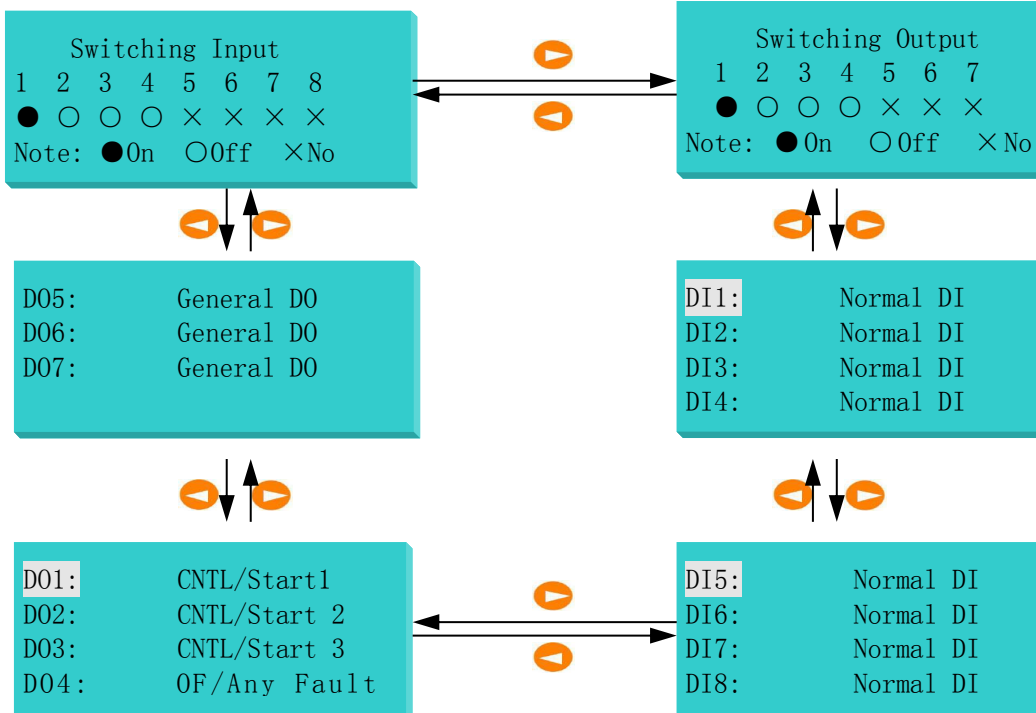 Switching Input
1 2 3 4 5 6 7 8
● ○ ○ ○ × × × ×
Note: ●On ○Off ×No
Switching Output
1 2 3 4 5 6 7
● ○ ○ ○ × × ×
Note: ●On ○Off ×No
DO5: General DO
DO6: General DO
DO7: General DO
DI1: Normal DI
DI2: Normal DI
DI3: Normal DI
DI4: Normal DI
DO1: CNTL/Start1
DO2: CNTL/Start 2
DO3: CNTL/Start 3
DO4: OF/Any Fault
DI5: Normal DI
DI6: Normal DI
DI7: Normal DI
DI8: Normal DI